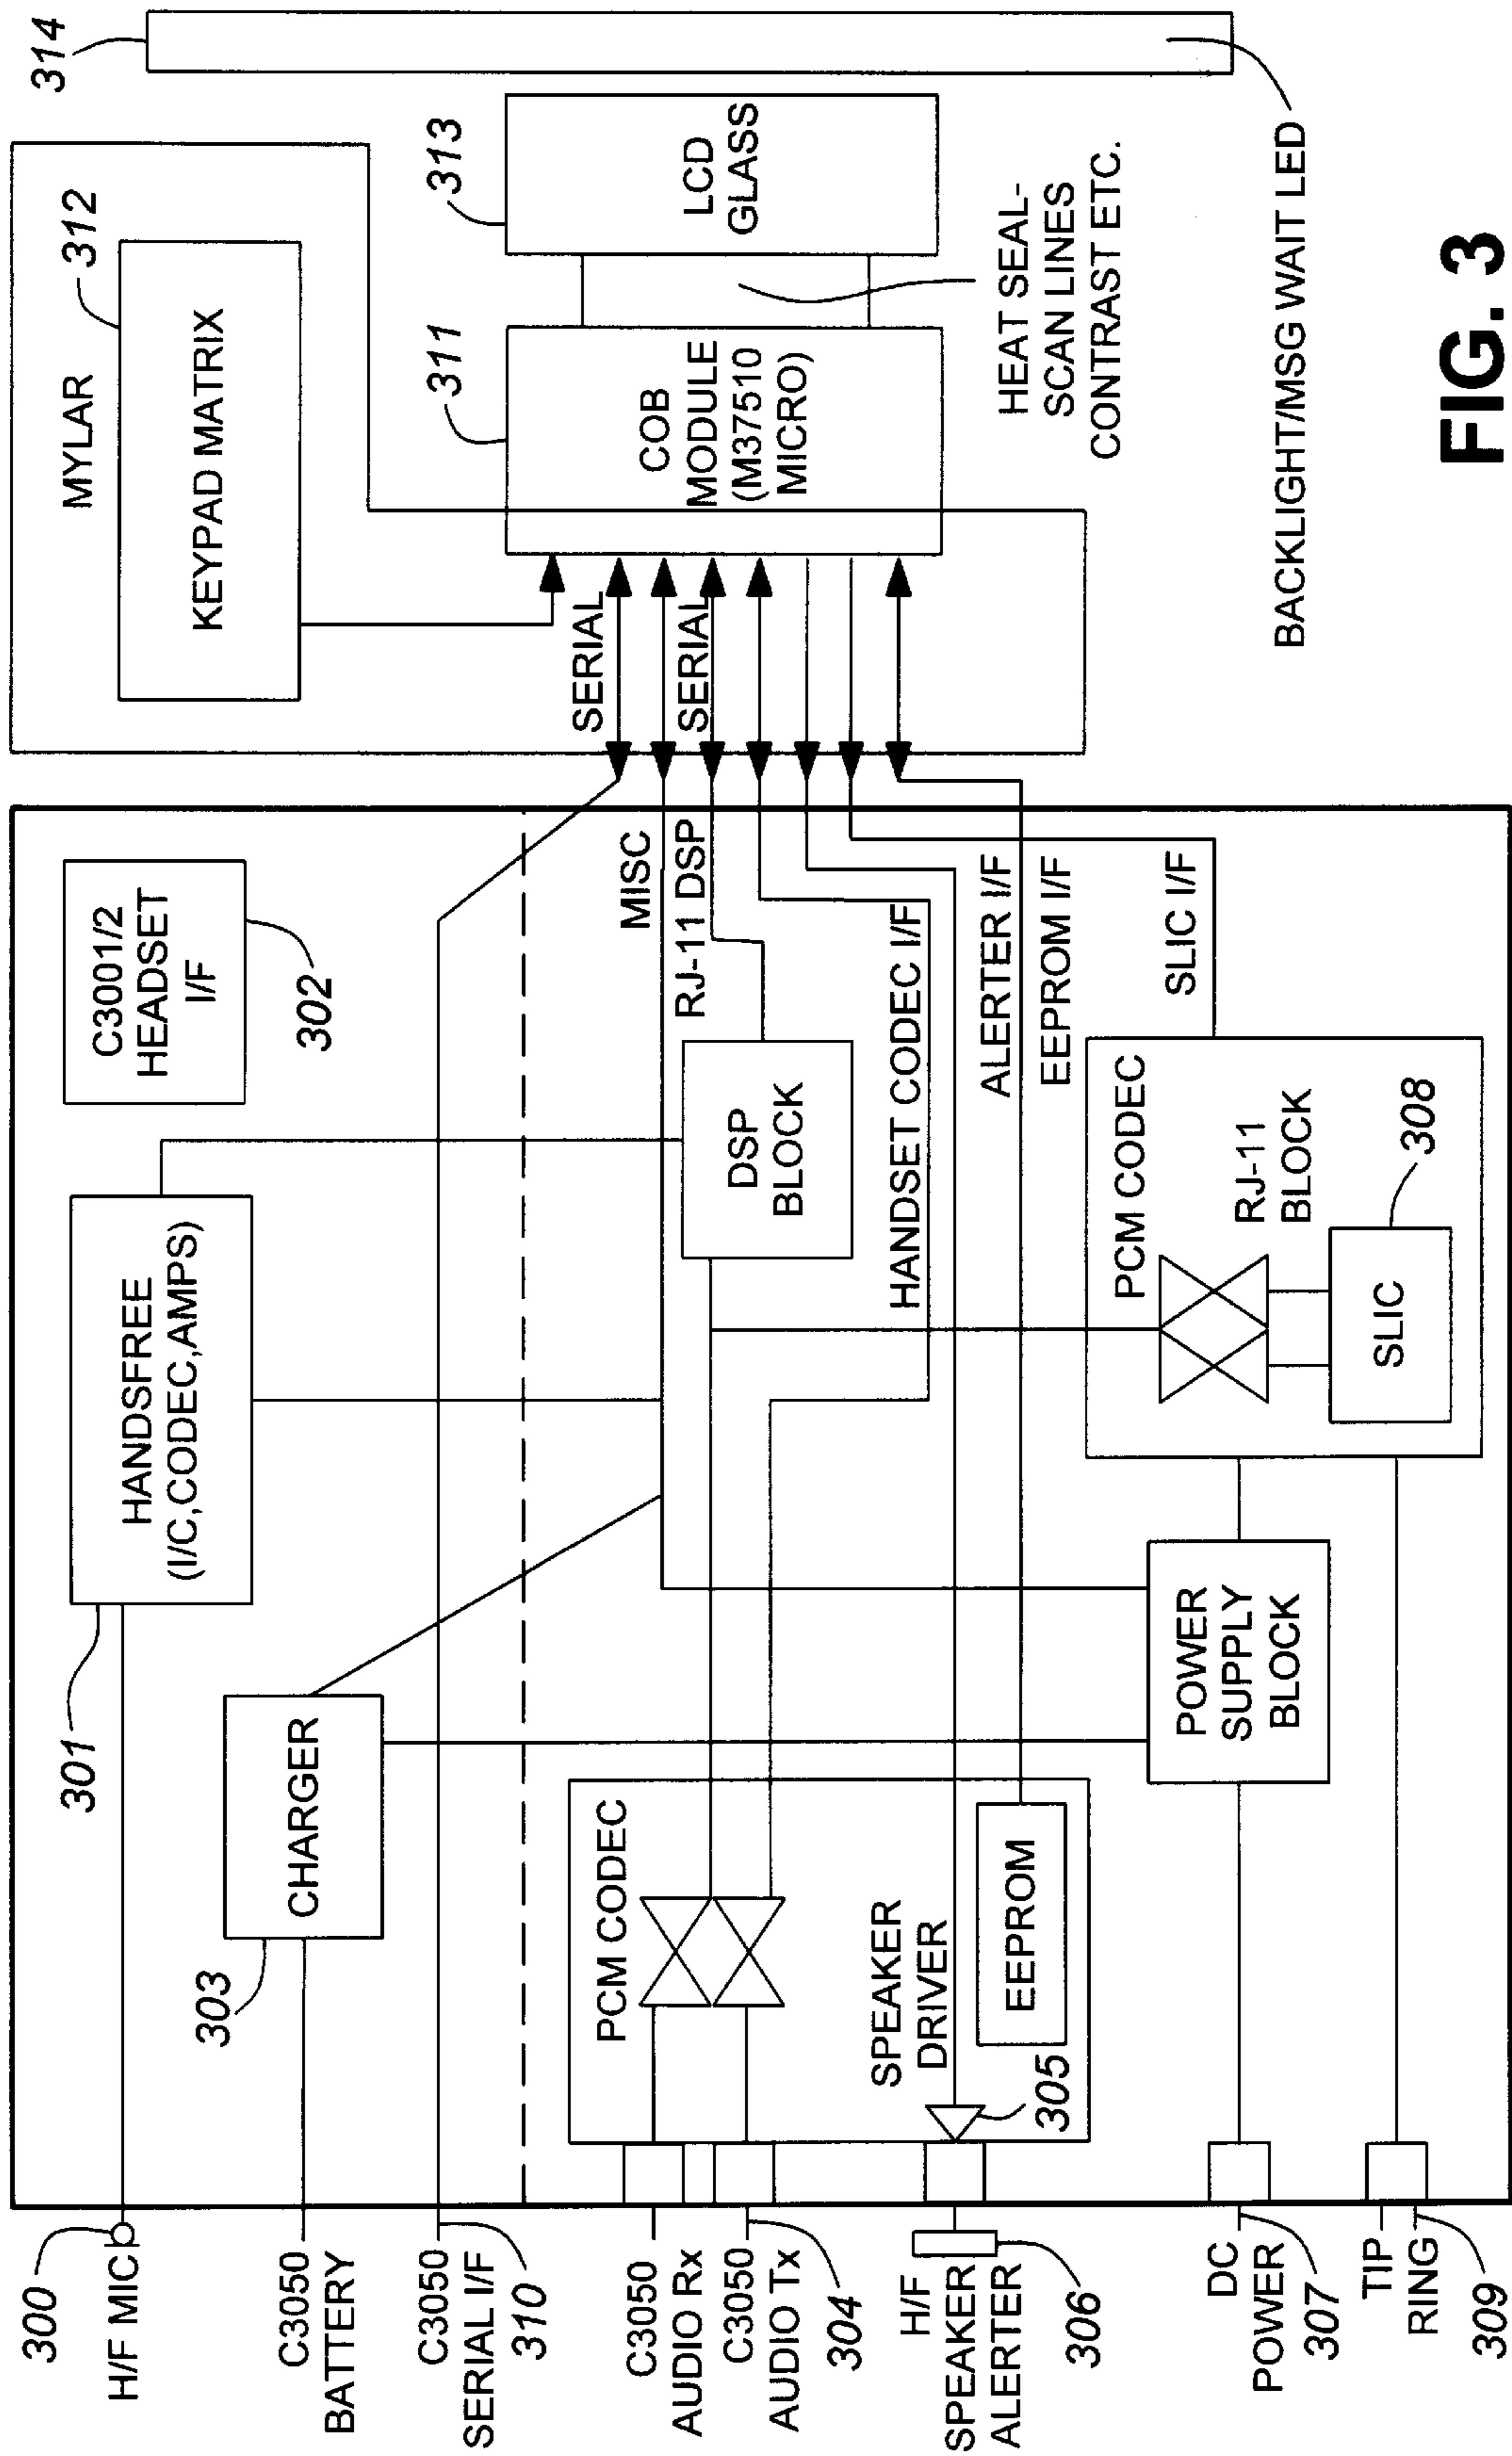 300
H/F MIC
C3050
BATTERY
C3050
SERIAL I/F
310
C3050
AUDIO Rx
C3050
AUDIO Tx
304
H/F
SPEAKER
ALERTER
306
DC
POWER
307
TIP
RING
309
301
HANDSFREE
(I/C,CODEC,AMPS)
C3001/2
HEADSET
I/F
302
303
CHARGER
PCM CODEC
SPEAKER
DRIVER
305
EEPROM
DSP
BLOCK
MISC
RJ-11 DSP
HANDSET CODEC I/F
ALERTER I/F
EEPROM I/F
SLIC I/F
POWER
SUPPLY
BLOCK
PCM CODEC
RJ-11
BLOCK
308
SLIC
MYLAR
312
KEYPAD MATRIX
SERIAL
SERIAL
311
COB
MODULE
(M37510
MICRO)
313
LCD
GLASS
314
HEAT SEAL-
SCAN LINES
CONTRAST ETC.
BACKLIGHT/MSG WAIT LED
FIG. 3